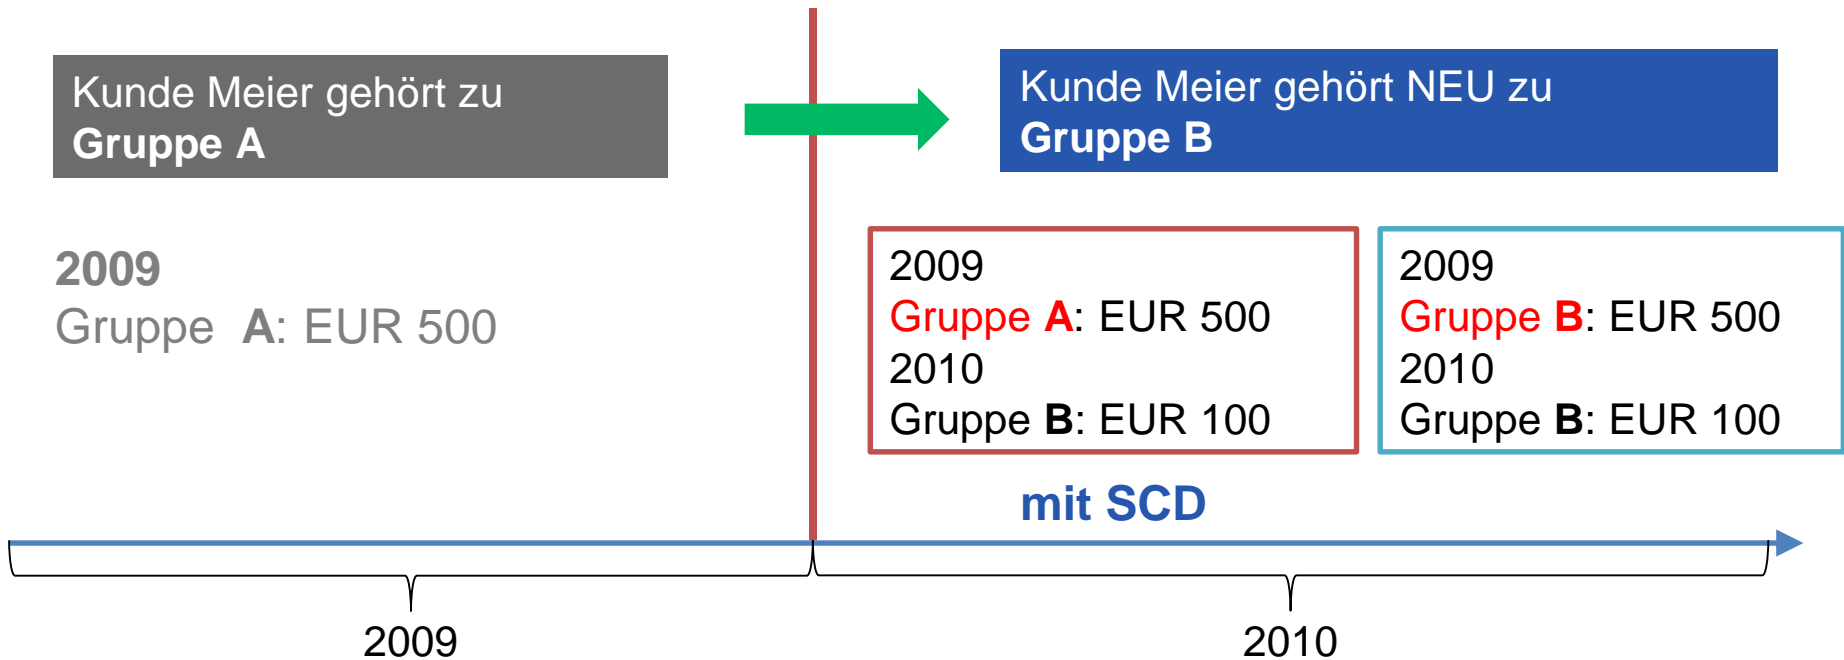 Kunde Meier gehört zu
Gruppe A
Kunde Meier gehört NEU zu
Gruppe B
2009
Gruppe A: EUR 500
2009
Gruppe A: EUR 500
2010
Gruppe B: EUR 100
2009
Gruppe B: EUR 500
2010
Gruppe B: EUR 100
mit SCD
2009
2010